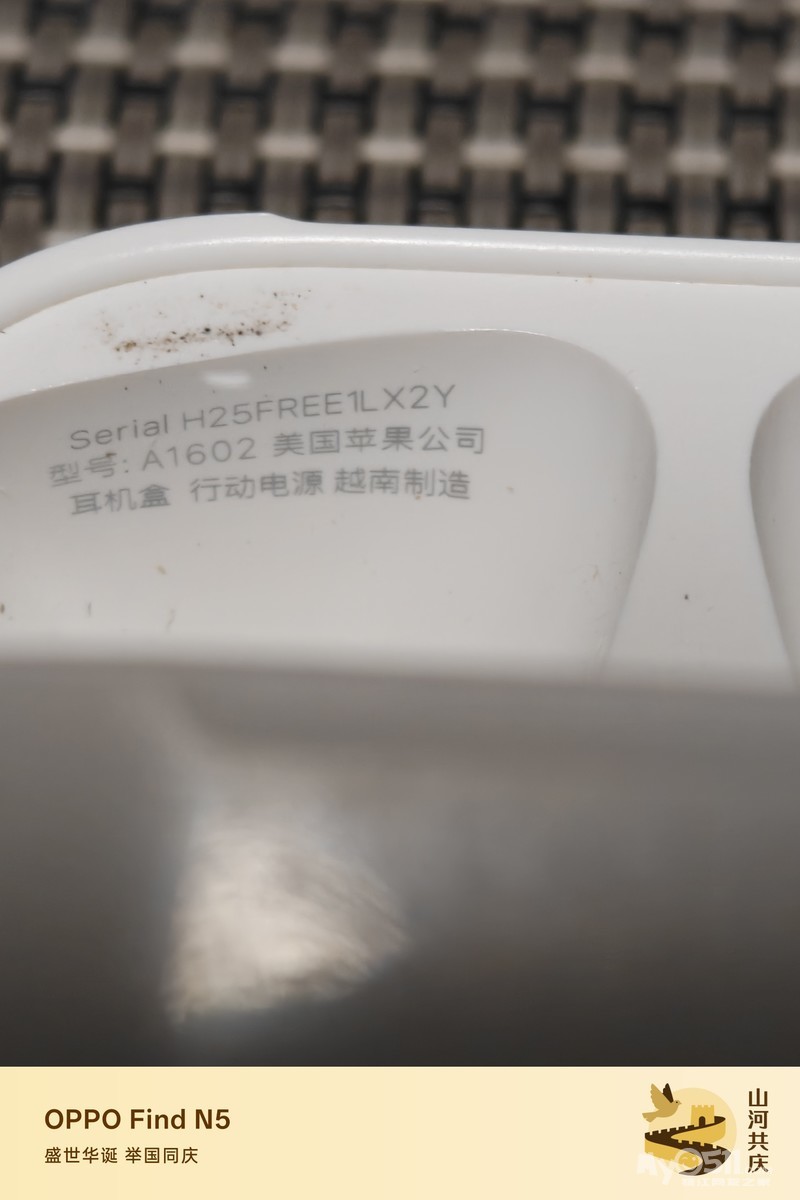 Serial H25FREE1LX2Y
型号: A1602 美国苹果公司
耳机盒 行动电源 越南制造
OPPO Find N5
盛世华诞 举国同庆
山河共庆